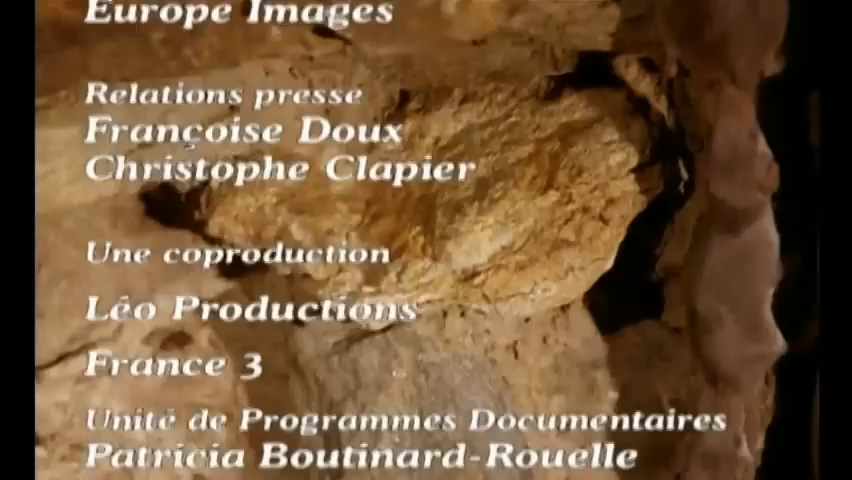 Europe Images
Relations presse
Françoise Doux
Christophe Clapier
Une coproduction
Léo Productions
France 3
Unité de Programmes Documentaires
Patricia Boutinard-Rouelle